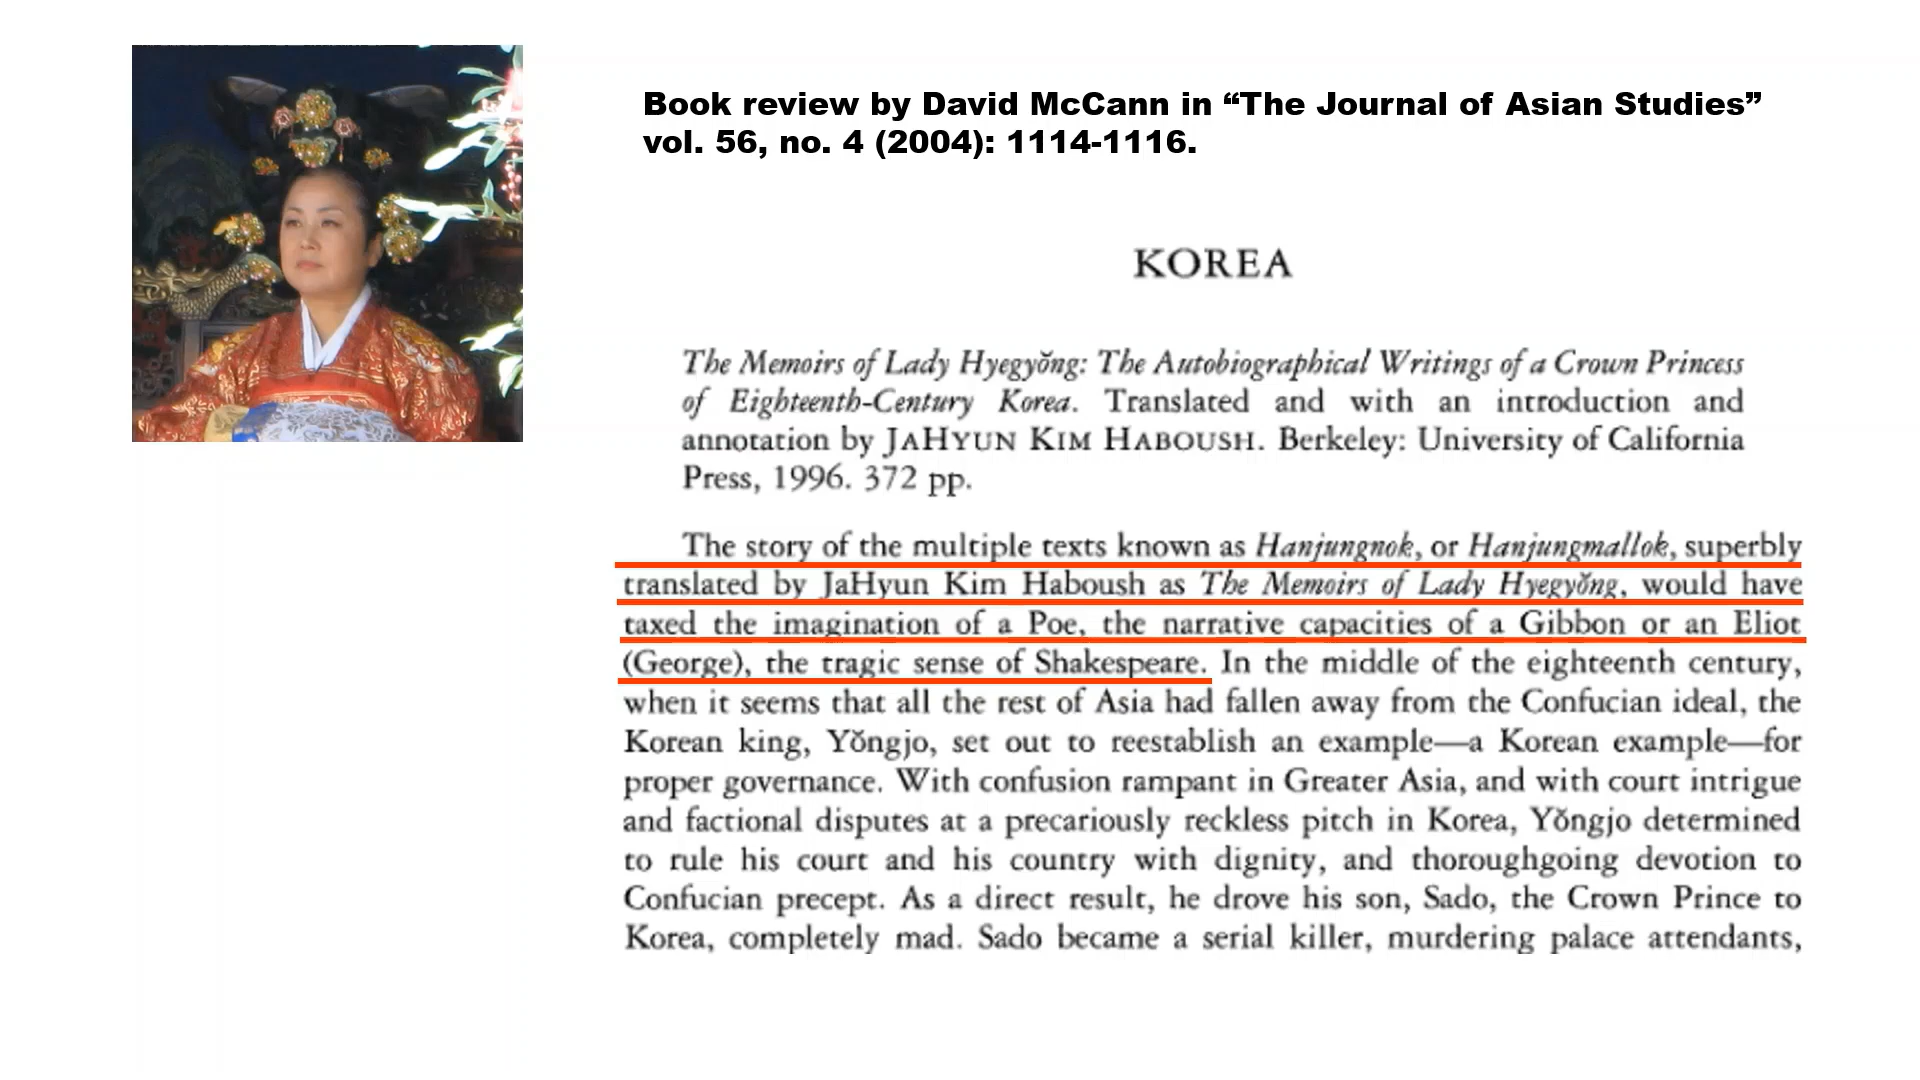 Book review by David McCann in “The Journal of Asian Studies”
vol. 56, no. 4 (2004): 1114-1116.
KOREA
The Memoirs of Lady Hyegyŏng: The Autobiographical Writings of a Crown Princess
of Eighteenth-Century Korea. Translated and with an introduction and
annotation by JAHYUN KIM HABOUSH. Berkeley: University of California
Press, 1996. 372 pp.
The story of the multiple texts known as Hanjungnok, or Hanjungmallok, superbly
translated by JaHyun Kim Haboush as The Memoirs of Lady Hyegyŏng, would have
taxed the imagination of a Poe, the narrative capacities of a Gibbon or an Eliot
(George), the tragic sense of Shakespeare. In the middle of the eighteenth century,
when it seems that all the rest of Asia had fallen away from the Confucian ideal, the
Korean king, Yŏngjo, set out to reestablish an example—a Korean example—for
proper governance. With confusion rampant in Greater Asia, and with court intrigue
and factional disputes at a precariously reckless pitch in Korea, Yŏngjo determined
to rule his court and his country with dignity, and thoroughgoing devotion to
Confucian precept. As a direct result, he drove his son, Sado, the Crown Prince to
Korea, completely mad. Sado became a serial killer, murdering palace attendants,